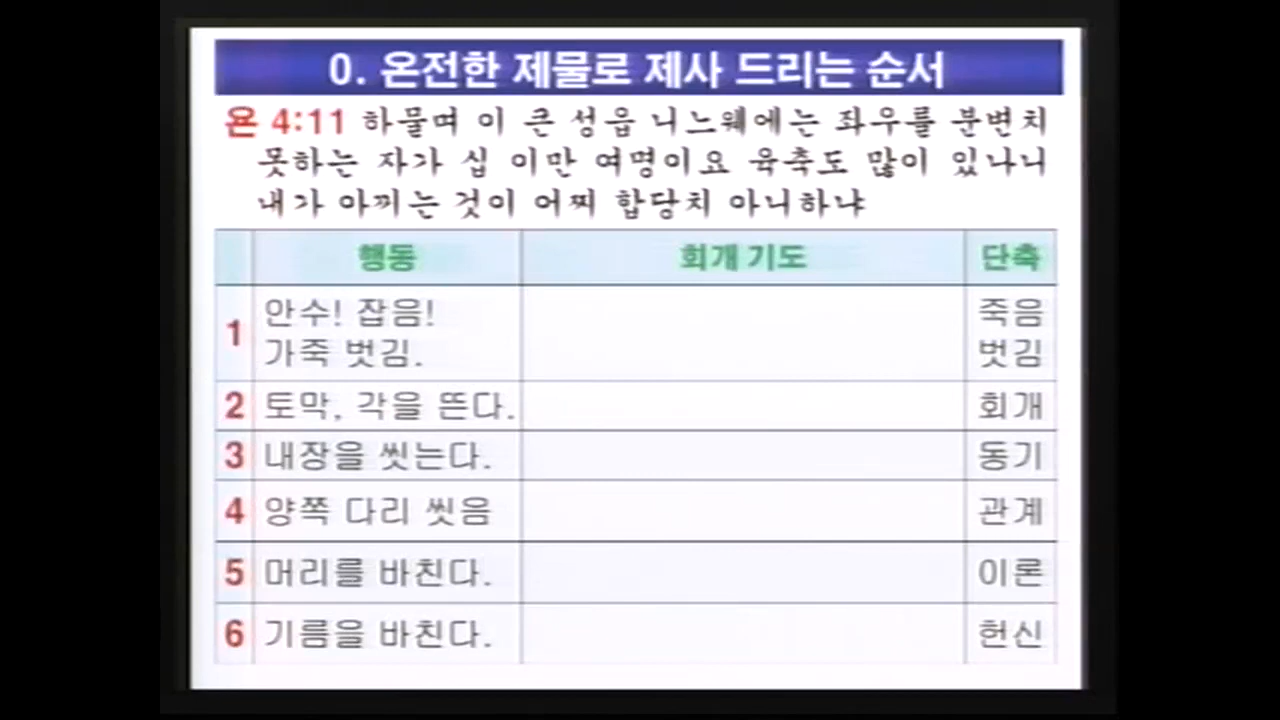 0. 온전한 제물로 제사 드리는 순서
욘 4:11 하물며 이 큰 성읍 니느웨에는 좌우를 분변치
못하는 자가 십 이만 여명이요 육축도 많이 있나니
내가 아끼는 것이 어찌 합당치 아니하냐
행동 회개 기도 단축
1 안수! 잡음! 죽음
가죽 벗김. 벗김
2 토막, 각을 뜬다. 회개
3 내장을 씻는다. 동기
4 양쪽 다리 씻음 관계
5 머리를 바친다. 이론
6 기름을 바친다. 헌신